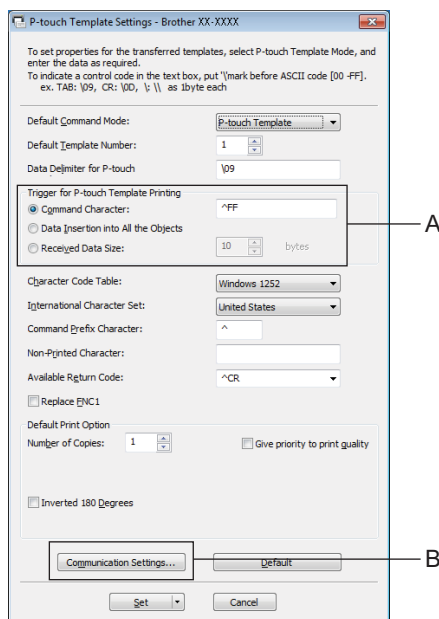 P-touch Template Settings - Brother XX-XXXX
To set properties for the transferred templates, select P-touch Template Mode, and
enter the data as required.
To indicate a control code in the text box, put '\'mark before ASCII code [00 -FF].
ex. TAB: \09, CR: \0D, \; \\ as 1byte
each
Default Command Mode: P-touch Template
Default Template Number: 1
Data Delimiter for P-touch \09
Trigger for P-touch Template Printing
Command Character: ^FF
A
Data Insertion into All the Objects
Received Data Size: 10 bytes
Character Code Table: Windows 1252
International Character Set: United States
Command Prefix Character: ^
Non-Printed Character:
Available Return Code: ^CR
Replace FNC1
Default Print Option
Number of Copies: 1 Give priority to print quality
Inverted 180 Degrees
Communication Settings... Default
B
Set Cancel